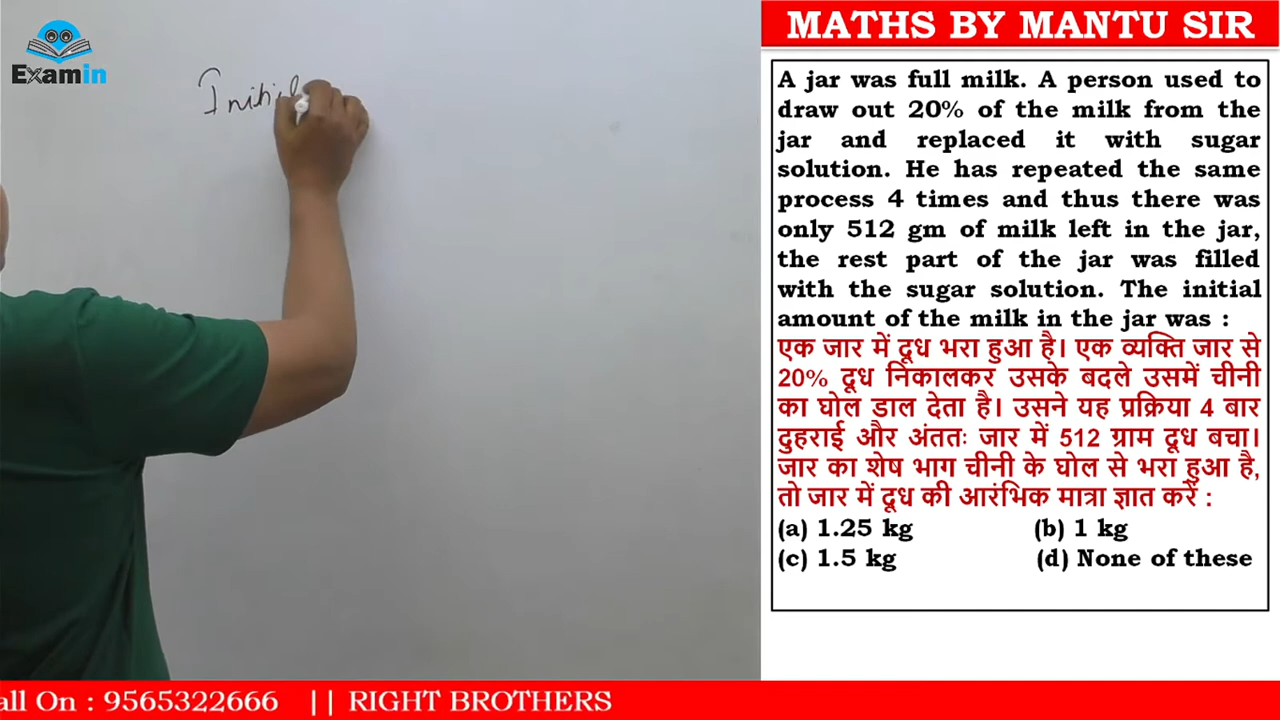 Examin
Initial
MATHS BY MANTU SIR
A jar was full milk. A person used to
draw out 20% of the milk from the
jar and replaced it with sugar
solution. He has repeated the same
process 4 times and thus there was
only 512 gm of milk left in the jar,
the rest part of the jar was filled
with the sugar solution. The initial
amount of the milk in the jar was :
एक जार में दूध भरा हुआ है। एक व्यक्ति जार से
20% दूध निकालकर उसके बदले उसमें चीनी
का घोल डाल देता है। उसने यह प्रक्रिया 4 बार
दुहराई और अंततः जार में 512 ग्राम दूध बचा।
जार का शेष भाग चीनी के घोल से भरा हुआ है,
तो जार में दूध की आरंभिक मात्रा ज्ञात करें :
(a) 1.25 kg (b) 1 kg
(c) 1.5 kg (d) None of these
all On : 9565322666 || RIGHT BROTHERS